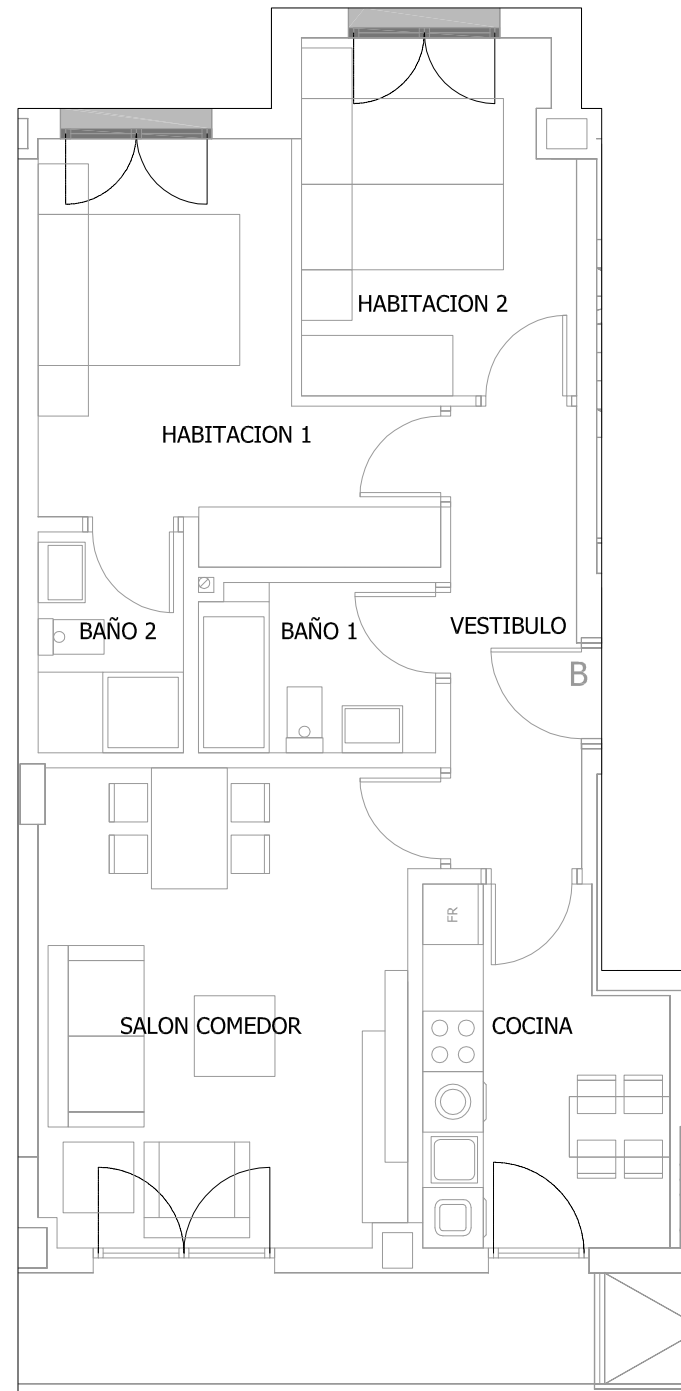 HABITACION 2
HABITACION 1
BAÑO 2
BAÑO 1
VESTIBULO
B
FR
SALON COMEDOR
COCINA